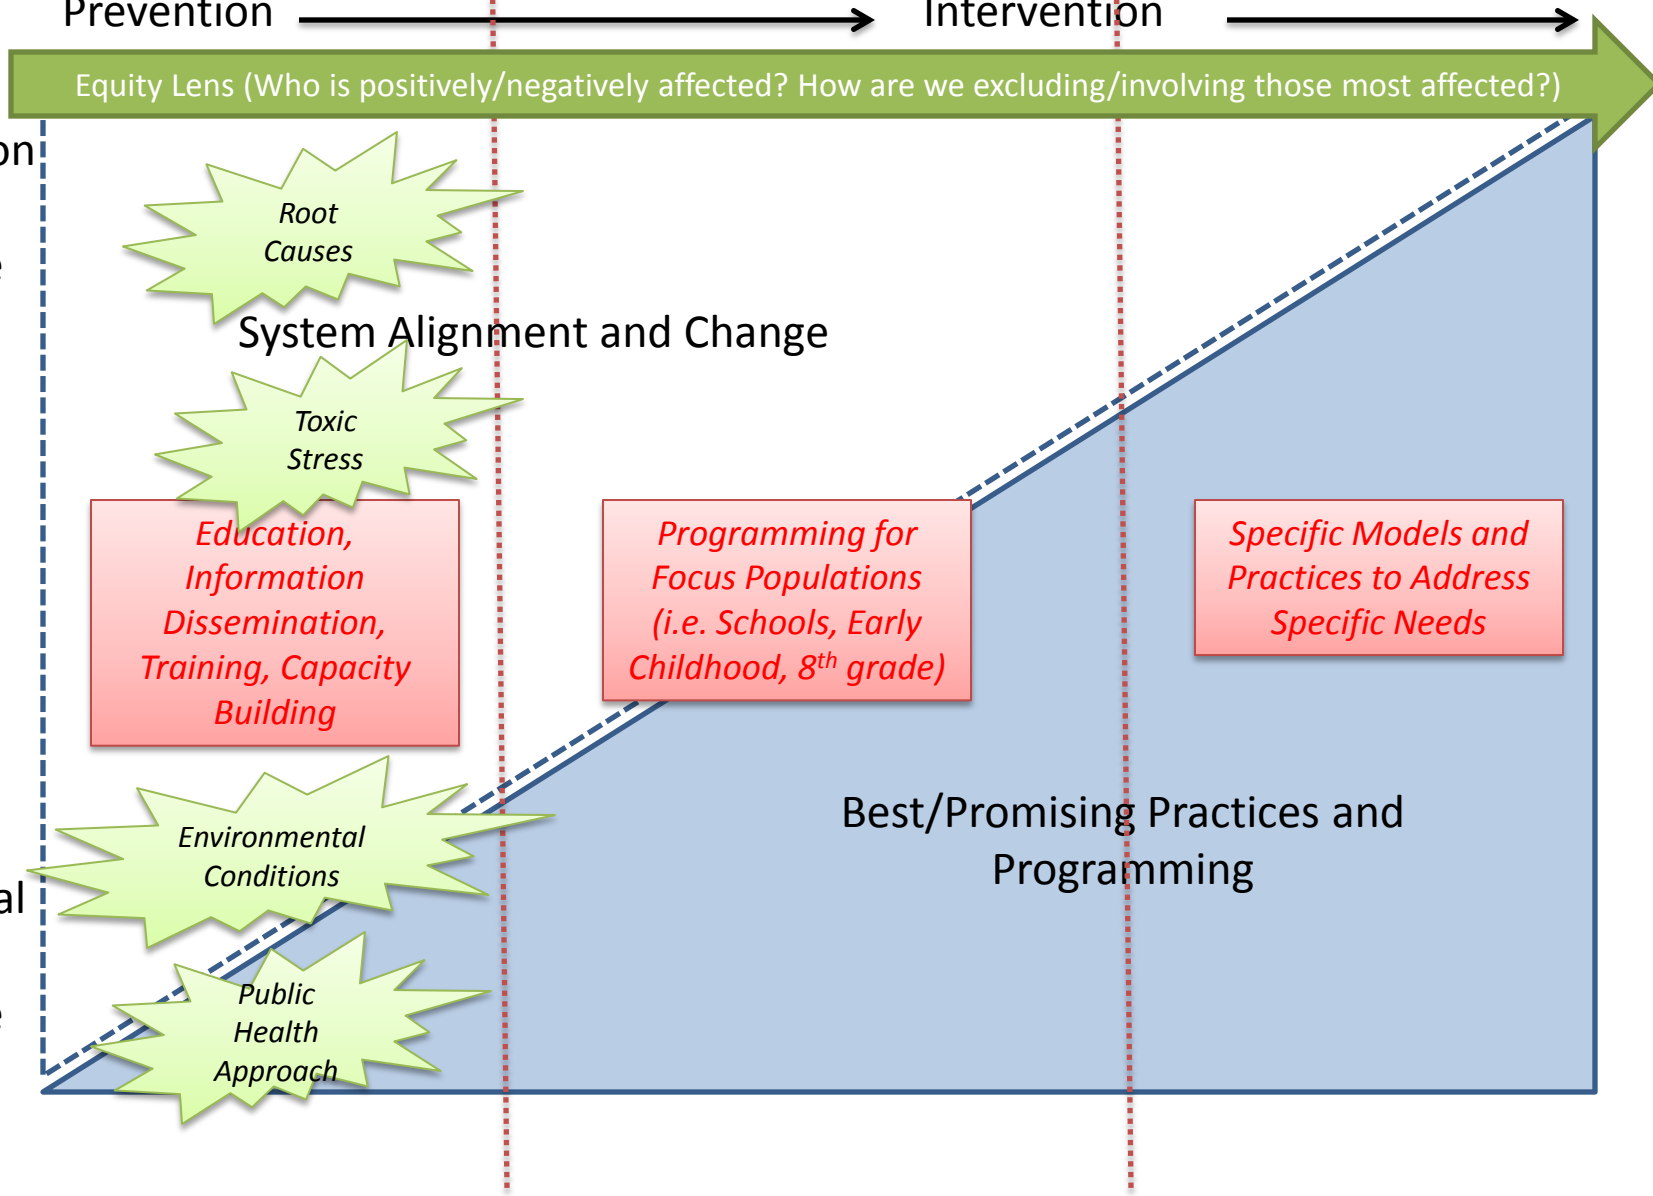 Prevention
Intervention
Equity Lens (Who is positively/negatively affected? How are we excluding/involving those most affected?)
Root
Causes
System Alignment and Change
Toxic
Stress
Education,
Information
Dissemination,
Training, Capacity
Building
Programming for
Focus Populations
(i.e. Schools, Early
Childhood, 8th grade)
Specific Models and
Practices to Address
Specific Needs
Environmental
Conditions
Best/Promising Practices and
Programming
Public
Health
Approach